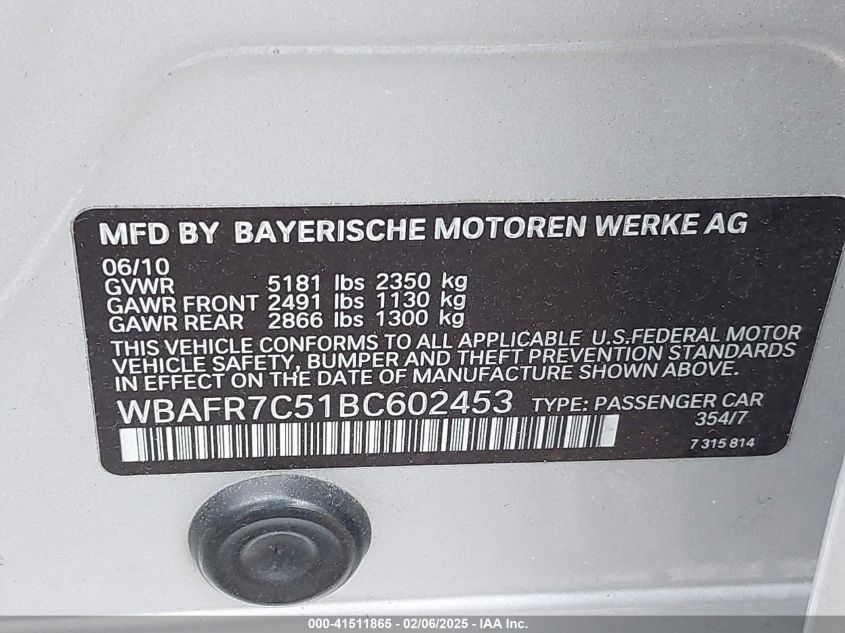 MFD BY BAYERISCHE MOTOREN WERKE AG
06/10
GVWR 5181 lbs 2350 kg
GAWR FRONT 2491 lbs 1130 kg
GAWR REAR 2866 lbs 1300 kg
THIS VEHICLE CONFORMS TO ALL APPLICABLE U.S.FEDERAL MOTOR
VEHICLE SAFETY, BUMPER AND THEFT PREVENTION STANDARDS
IN EFFECT ON THE DATE OF MANUFACTURE SHOWN ABOVE.
WBAFR7C51BC602453 TYPE: PASSENGER CAR
354/7
7 315 814
000-41511865 - 02/06/2025 - IAA Inc.